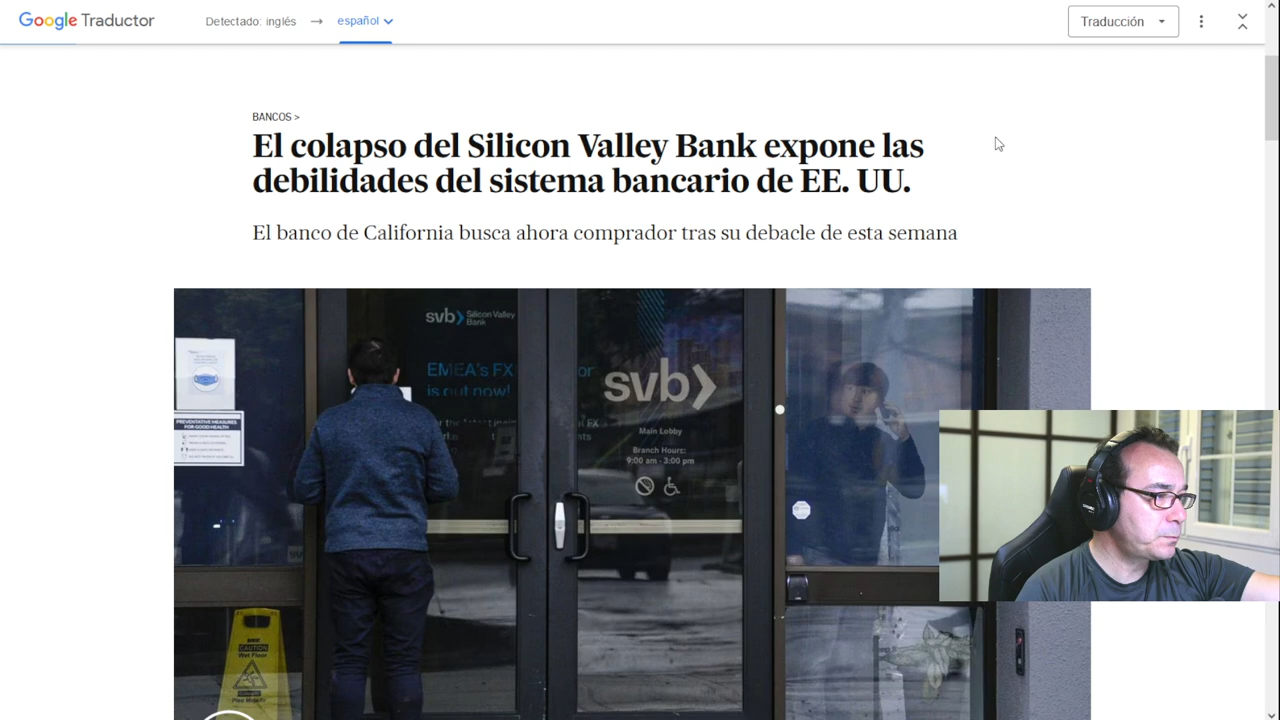 Google Traductor
Detectado: inglés → español
Traducción
BANCOS >
El colapso del Silicon Valley Bank expone las
debilidades del sistema bancario de EE. UU.
El banco de California busca ahora comprador tras su debacle de esta semana
svb Silicon Valley
Bank
EMEA's FX
is out now!
svb
Main Lobby
Branch Hours:
9:00 am - 3:00 pm
PREVENTATIVE MEASURES
FOR GOOD HEALTH
CAUTION
Wet Floor